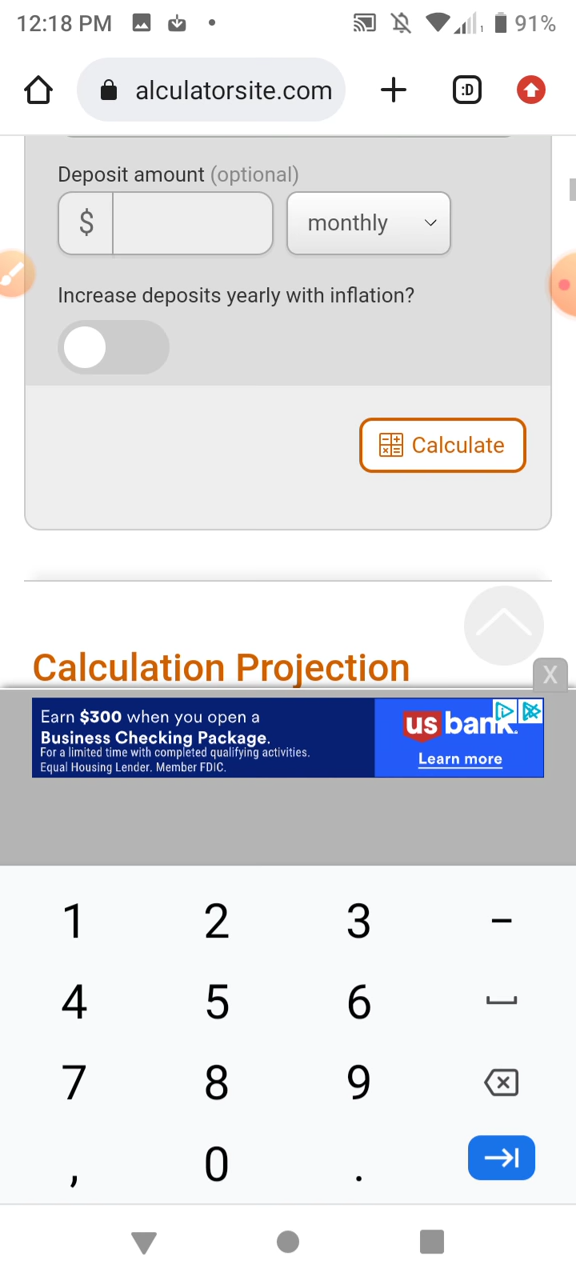 12:18 PM 91%
alculatorsite.com :D
Deposit amount (optional)
$ monthly
Increase deposits yearly with inflation?
Calculate
Calculation Projection
X
Earn $300 when you open a
Business Checking Package.
For a limited time with completed qualifying activities.
Equal Housing Lender. Member FDIC.
us bank.
Learn more
1 2 3 –
4 5 6
7 8 9
, 0 .